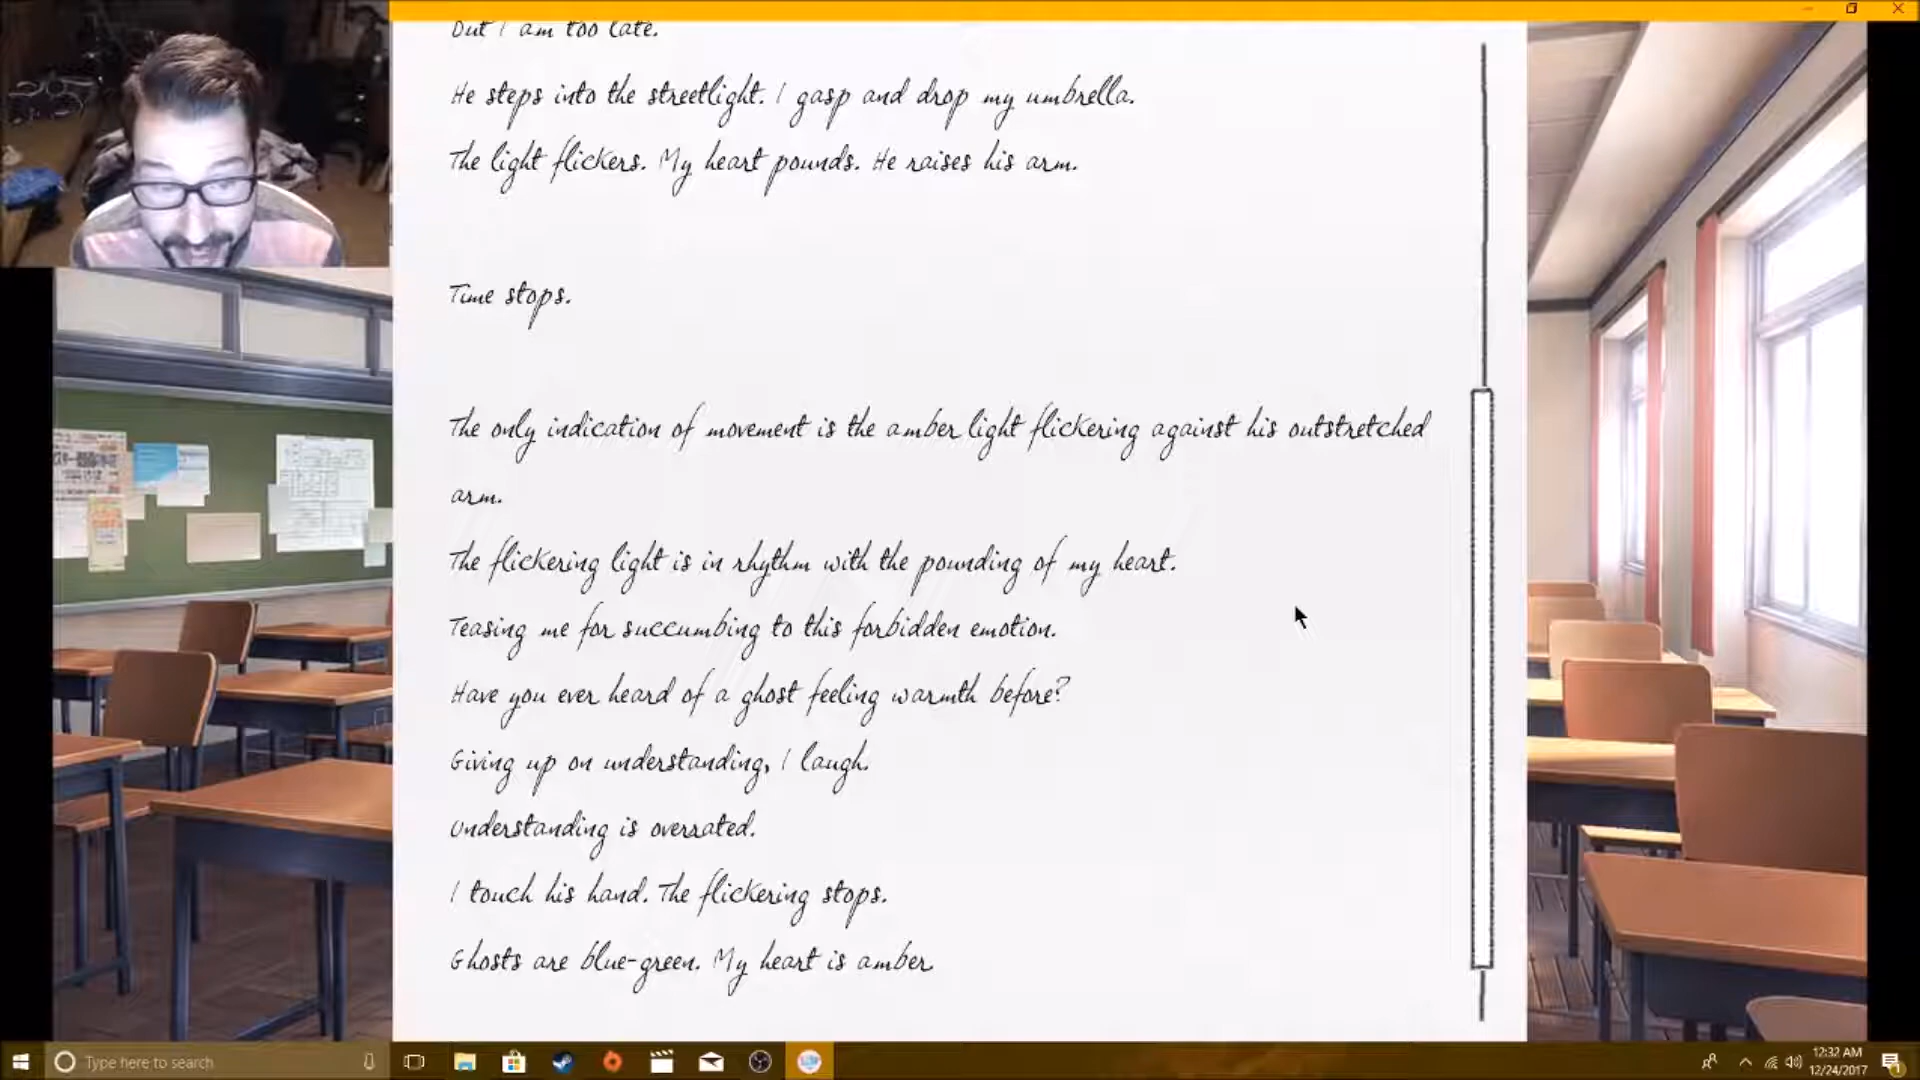 But I am too late.
He steps into the streetlight. I gasp and drop my umbrella.
The light flickers. My heart pounds. He raises his arm.
Time stops.
The only indication of movement is the amber light flickering against his outstretched
arm.
The flickering light is in rhythm with the pounding of my heart.
Teasing me for succumbing to this forbidden emotion.
Have you ever heard of a ghost feeling warmth before?
Giving up on understanding, I laugh.
Understanding is overrated.
I touch his hand. The flickering stops.
Ghosts are blue-green. My heart is amber.
Type here to search
12:32 AM
12/24/2017